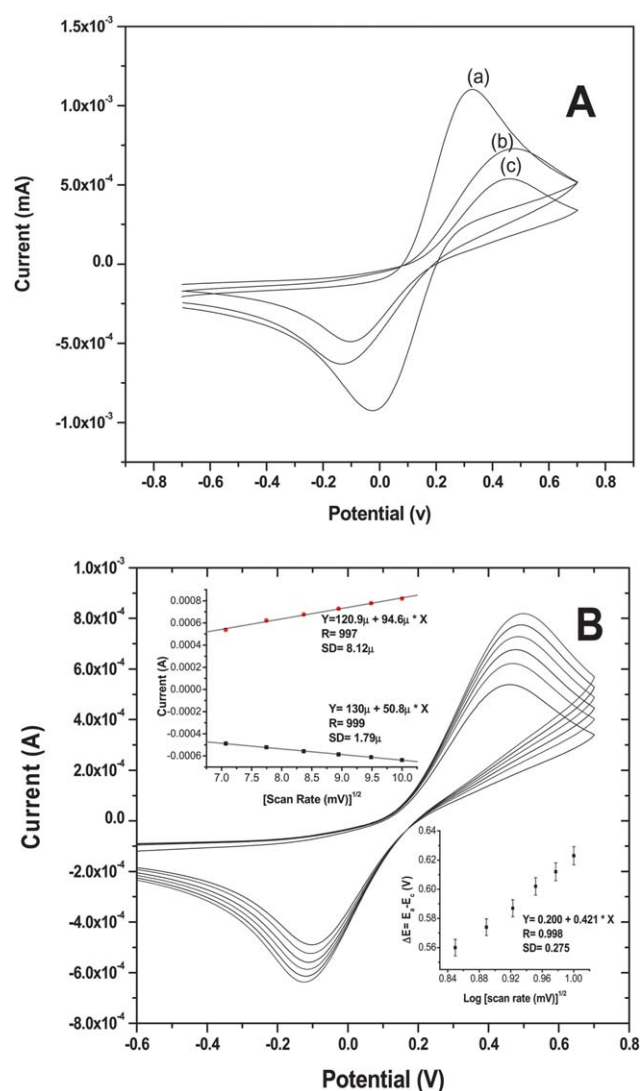 A
(a)
(b)
(c)
1.5x10⁻³
1.0x10⁻³
5.0x10⁻⁴
0.0
-5.0x10⁻⁴
-1.0x10⁻³
Current (mA)
-0.8 -0.6 -0.4 -0.2 0.0 0.2 0.4 0.6 0.8
Potential (v)
B
1.0x10⁻³
8.0x10⁻⁴
6.0x10⁻⁴
4.0x10⁻⁴
2.0x10⁻⁴
0.0
-2.0x10⁻⁴
-4.0x10⁻⁴
-6.0x10⁻⁴
-8.0x10⁻⁴
Current (A)
-0.6 -0.4 -0.2 0.0 0.2 0.4 0.6 0.8
Potential (V)
0.0008
0.0006
0.0004
0.0002
0.0000
-0.0002
-0.0004
-0.0006
Current (A)
Y=120.9μ + 94.6μ * X
R= 997
SD= 8.12μ
Y= 130μ + 50.8μ * X
R= 999
SD= 1.79μ
7.0 7.5 8.0 8.5 9.0 9.5 10.0
[Scan Rate (mV)]¹/²
0.64
0.62
0.60
0.58
0.56
ΔE= Eₐ-E꜀ (V)
Y= 0.200 + 0.421 * X
R= 0.998
SD= 0.275
0.84 0.88 0.92 0.96 1.00
Log [scan rate (mV)]¹/²